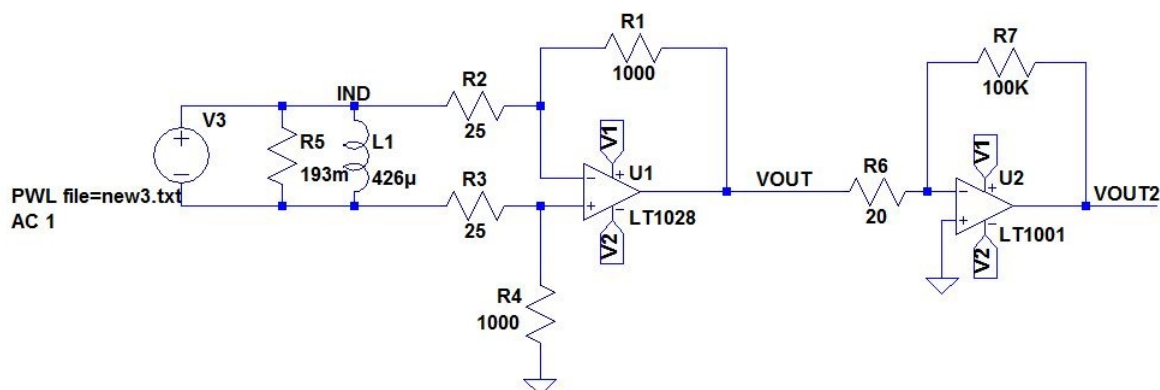 R1
1000
R7
100K
V3
IND
R2
25
R5
193m
L1
426µ
V1
U1
R3
25
LT1028
V2
VOUT
R6
20
V1
U2
LT1001
V2
VOUT2
PWL file=new3.txt
AC 1
R4
1000
+
−
−
+
+
−
−
+
+
−